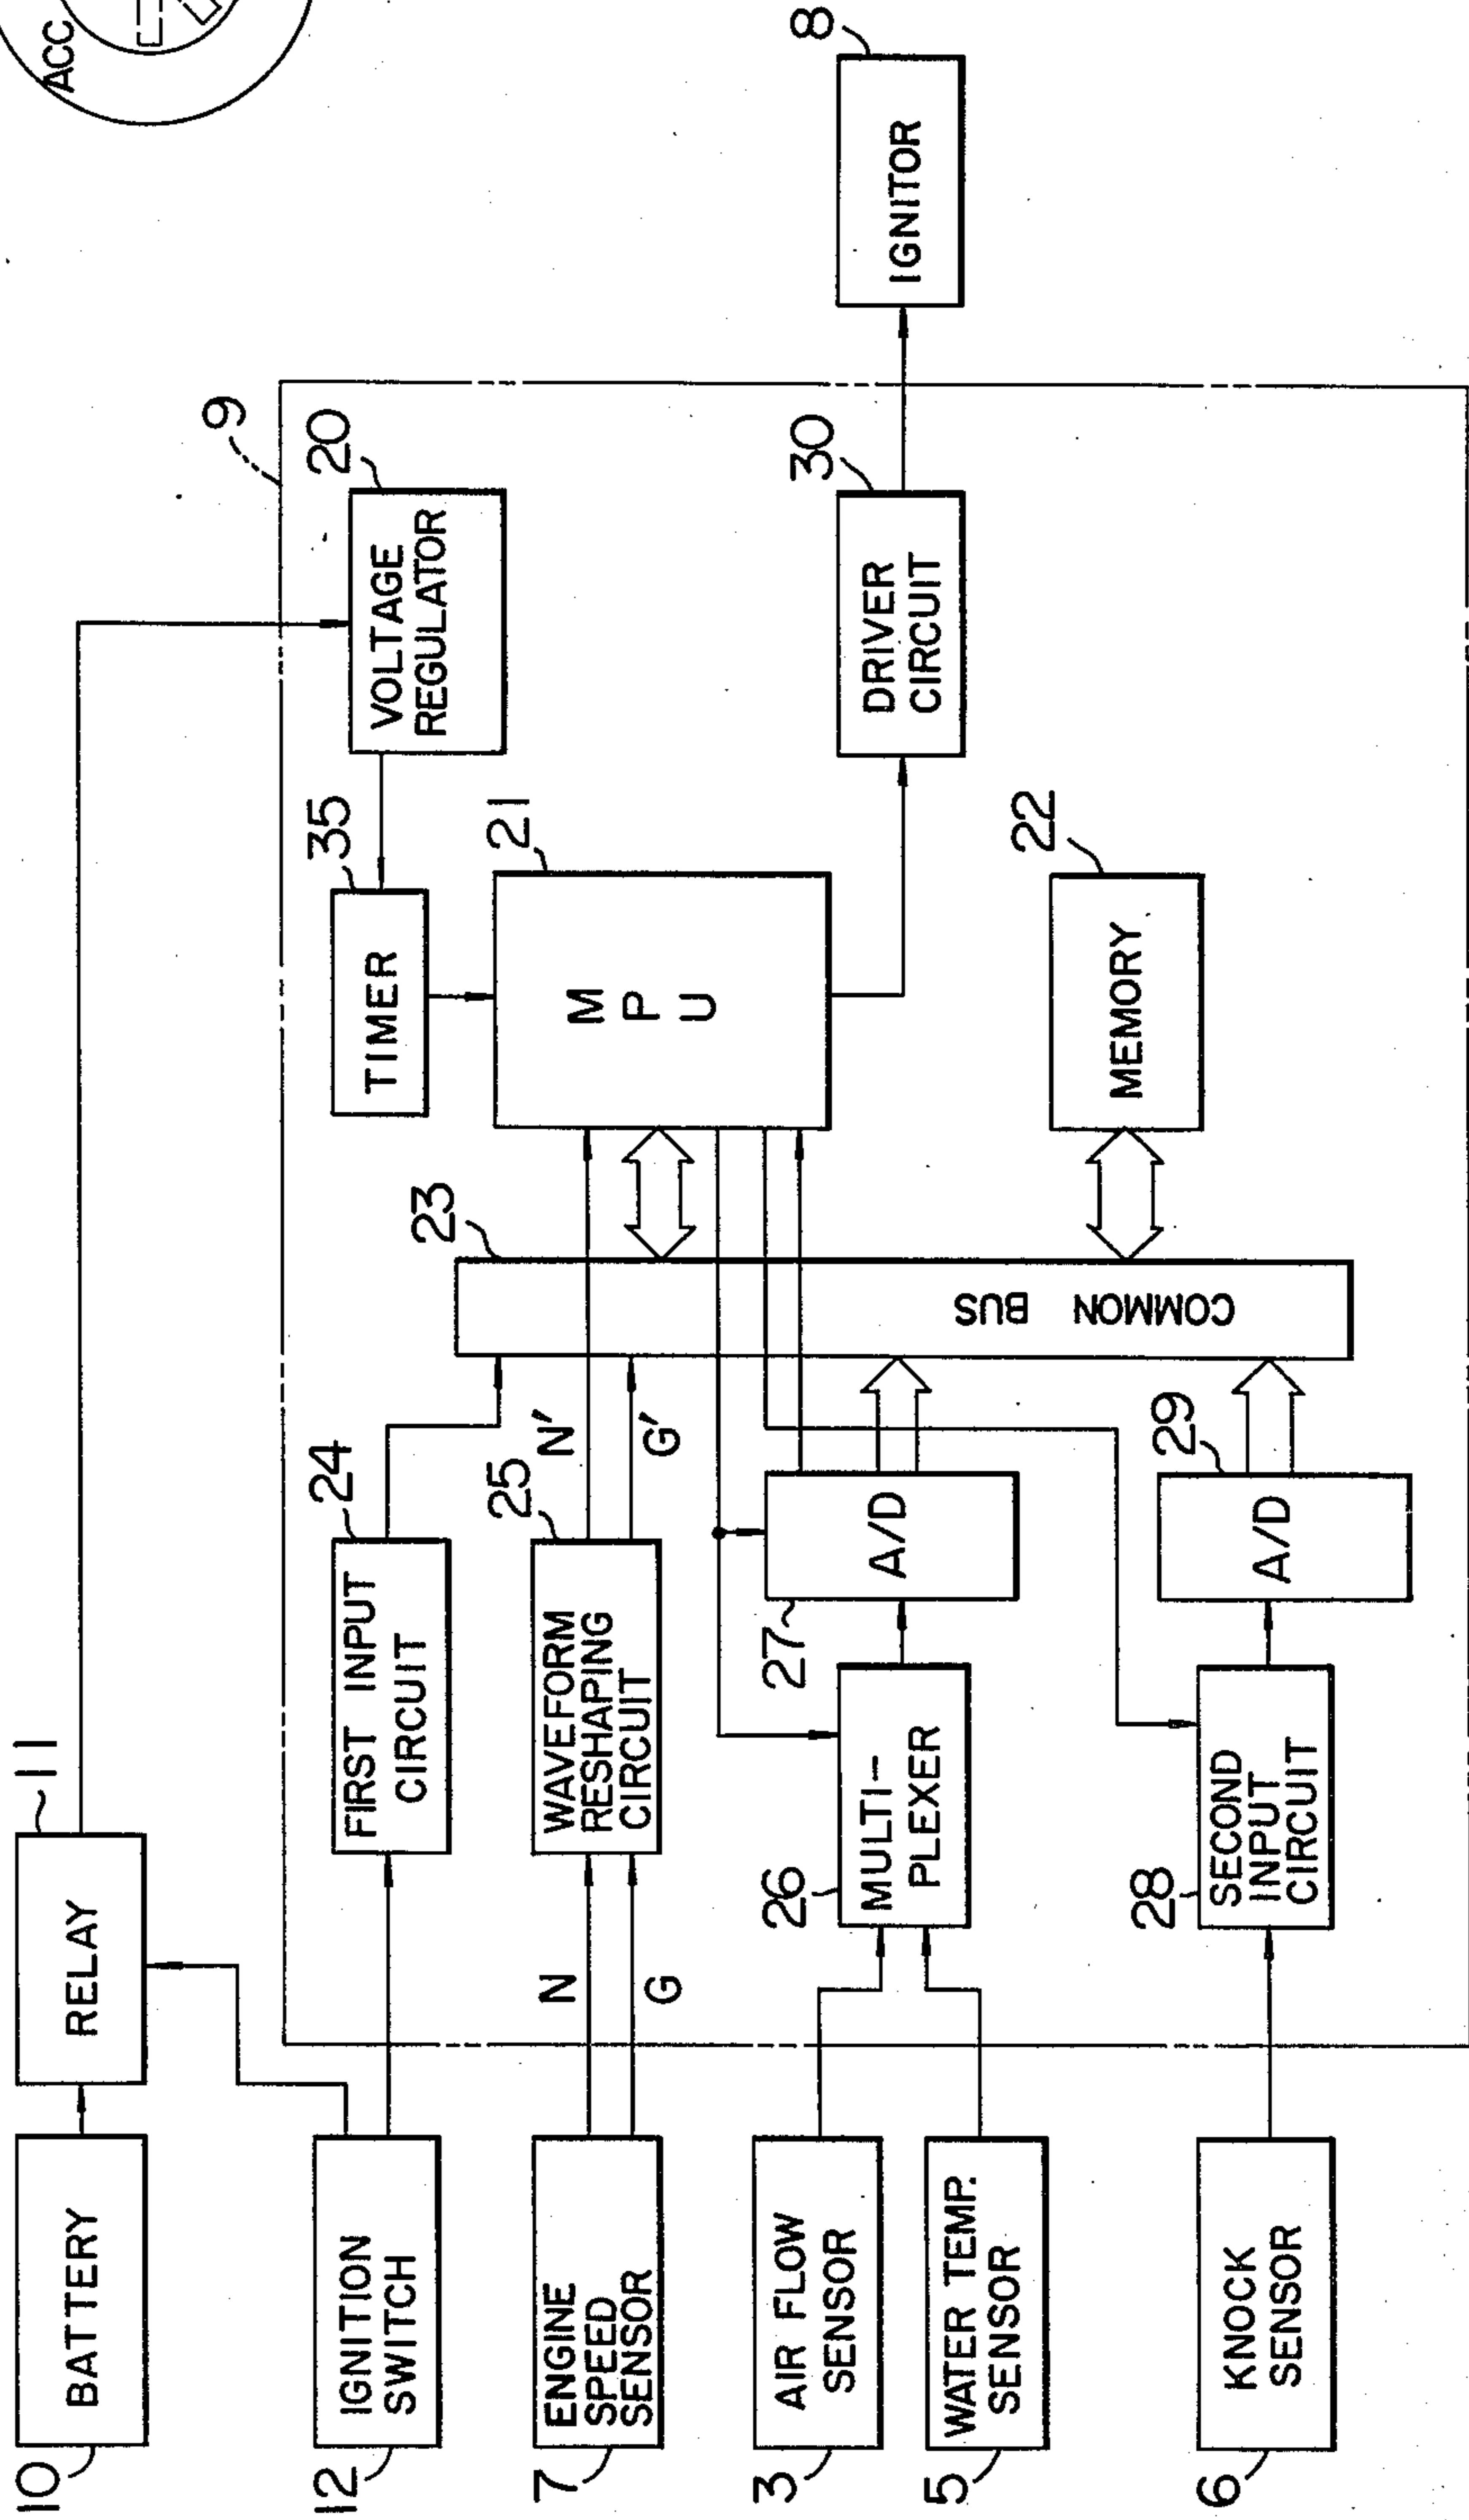 10
BATTERY
RELAY
11
ACC
12
IGNITION
SWITCH
FIRST INPUT
CIRCUIT
24
TIMER
35
VOLTAGE
REGULATOR
20
9
7
ENGINE
SPEED
SENSOR
N
G
WAVEFORM
RESHAPING
CIRCUIT
25
N'
G'
23
COMMON BUS
M
P
U
21
3
AIR FLOW
SENSOR
5
WATER TEMP.
SENSOR
26
MULTI-
PLEXER
27
A/D
DRIVER
CIRCUIT
30
IGNITOR
8
6
KNOCK
SENSOR
28
SECOND
INPUT
CIRCUIT
A/D
29
MEMORY
22